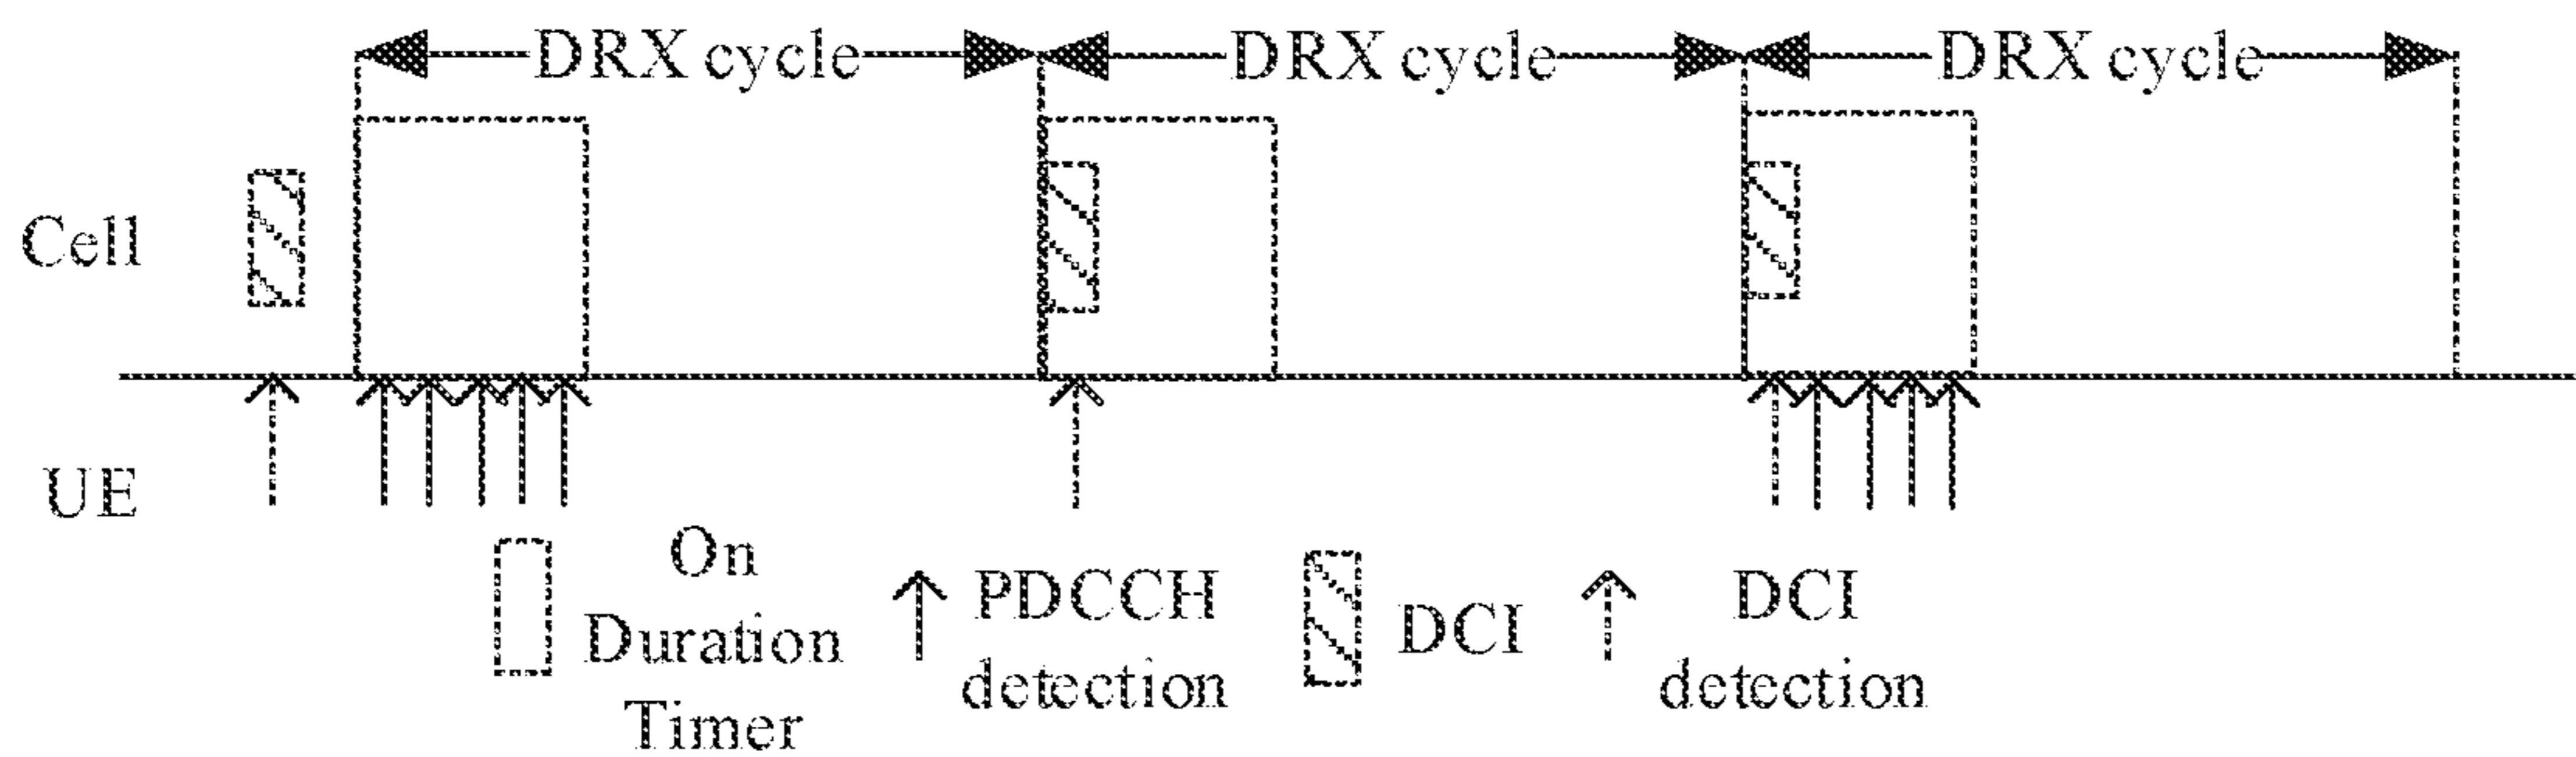 DRX cycle DRX cycle DRX cycle
Cell
UE
On
Duration
Timer
PDCCH
detection
DCI
DCI
detection